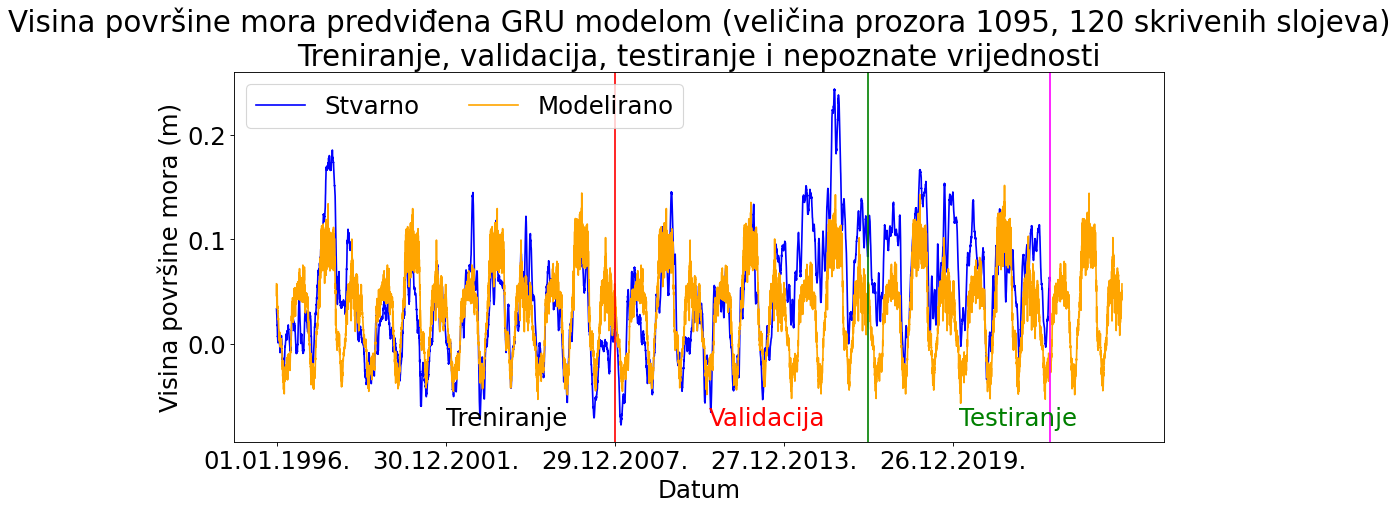 Visina površine mora predviđena GRU modelom (veličina prozora 1095, 120 skrivenih slojeva)
Treniranje, validacija, testiranje i nepoznate vrijednosti
Stvarno
Modelirano
Visina površine mora (m)
0.2
0.1
0.0
Treniranje
Validacija
Testiranje
01.01.1996.
30.12.2001.
29.12.2007.
27.12.2013.
26.12.2019.
Datum